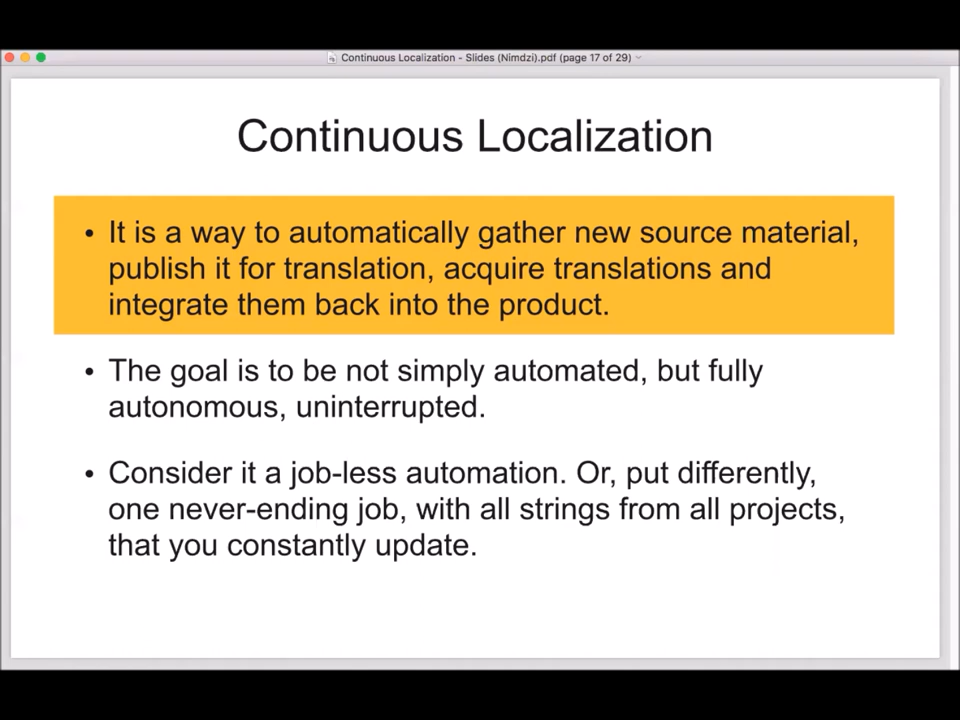 Continuous Localization - Slides (Nimdzi).pdf (page 17 of 29)
Continuous Localization
• It is a way to automatically gather new source material,
publish it for translation, acquire translations and
integrate them back into the product.
• The goal is to be not simply automated, but fully
autonomous, uninterrupted.
• Consider it a job-less automation. Or, put differently,
one never-ending job, with all strings from all projects,
that you constantly update.